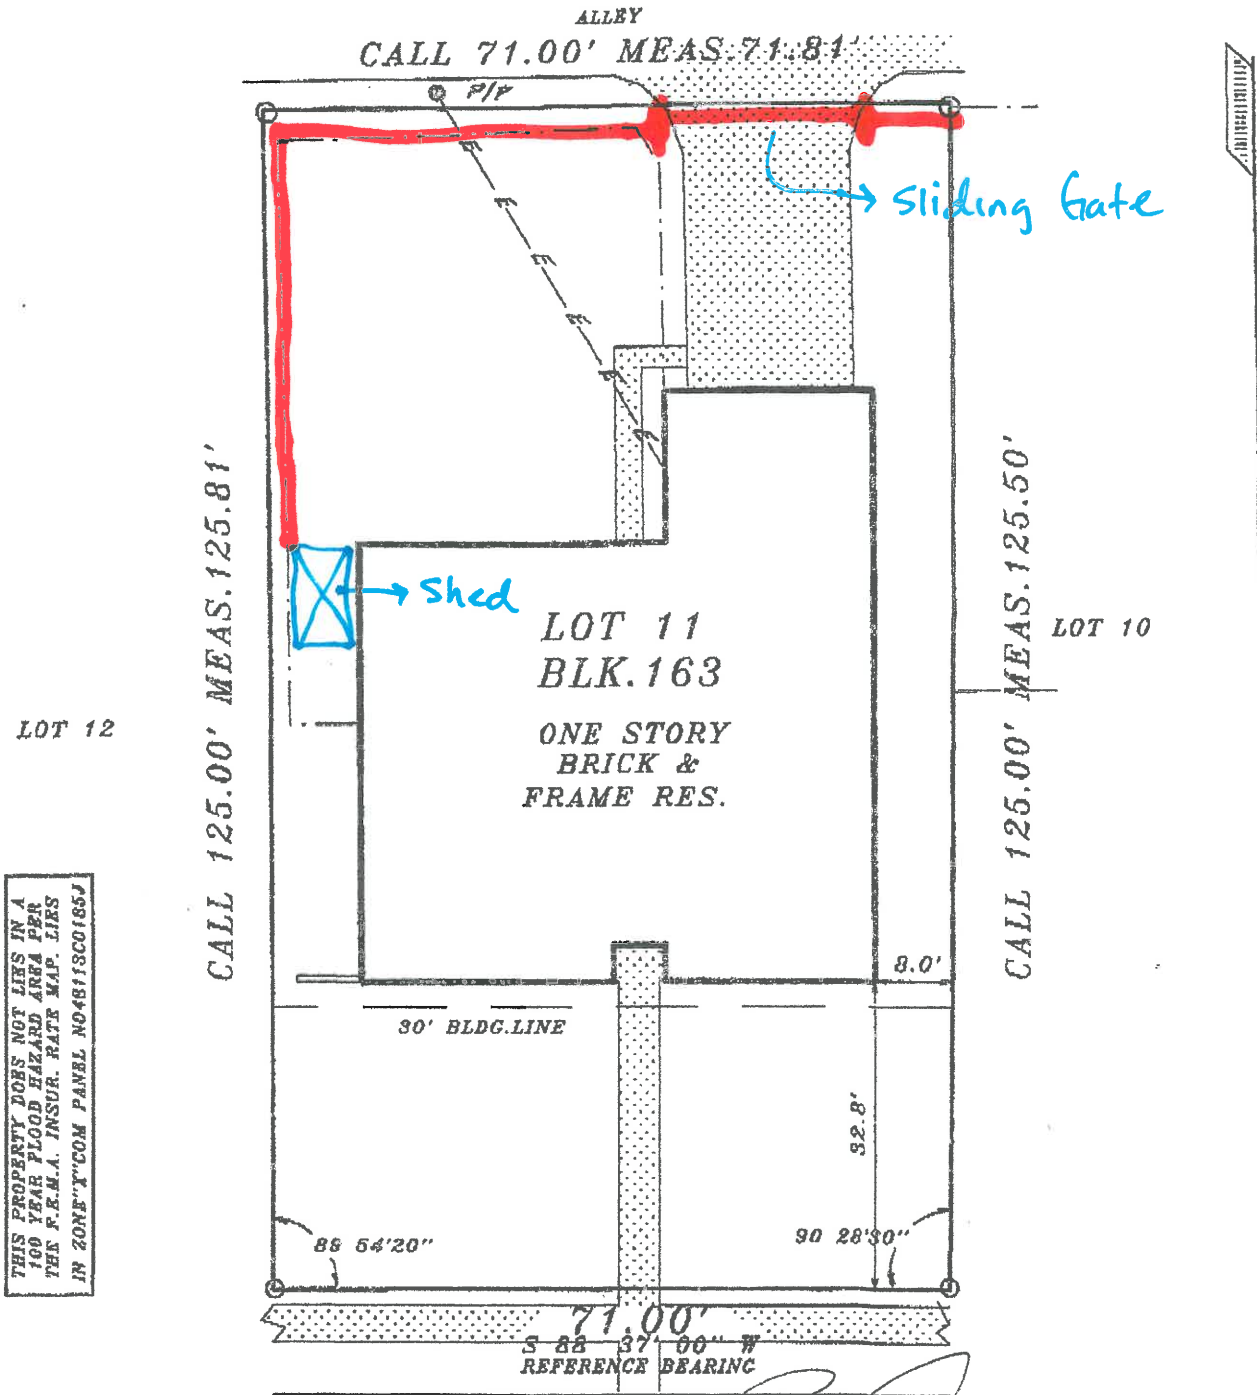 ALLEY
CALL 71.00' MEAS.71.81'
P/P
Sliding Gate
E
E
E
E
E
E
CALL 125.00' MEAS.125.81'
CALL 125.00' MEAS.125.50'
Shed
LOT 11
BLK.163
LOT 10
LOT 12
ONE STORY
BRICK &
FRAME RES.
THIS PROPERTY DOES NOT LIES IN A
100 YEAR FLOOD HAZARD AREA PER
THE F.E.M.A. INSUR. RATE MAP. LIES
IN ZONE"X"COM PANEL NO48113C0185J
8.0'
30' BLDG.LINE
32.8'
89 54'20"
90 28'30"
71.00'
S 88 37' 00" W
REFERENCE BEARING